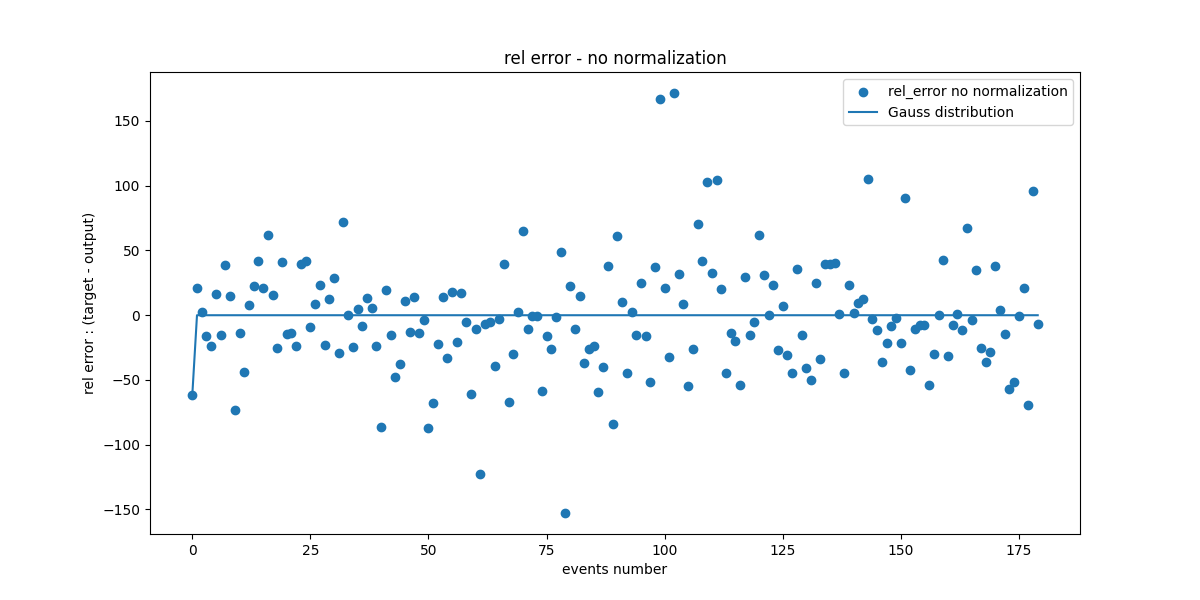 rel error - no normalization
rel_error no normalization
Gauss distribution
150
100
50
0
−50
−100
−150
rel error : (target - output)
0 25 50 75 100 125 150 175
events number